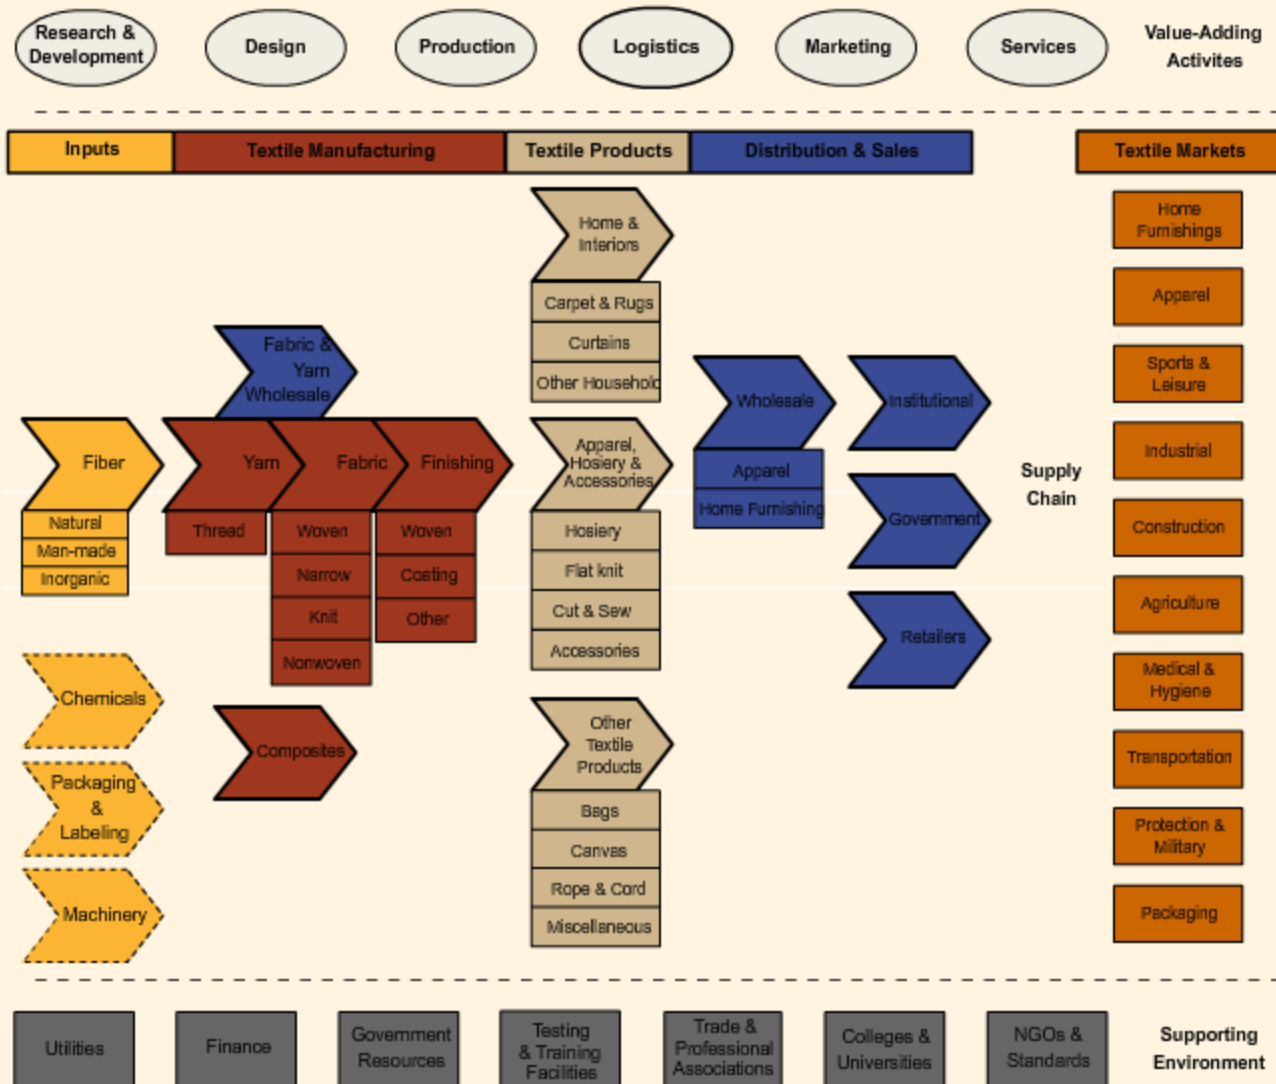 Research &
Development
Design
Production
Logistics
Marketing
Services
Value-Adding
Activites
Inputs
Textile Manufacturing
Textile Products
Distribution & Sales
Textile Markets
Fiber
Natural
Man-made
Inorganic
Chemicals
Packaging
&
Labeling
Machinery
Fabric &
Yarn
Wholesale
Yarn
Thread
Fabric
Woven
Narrow
Knit
Nonwoven
Finishing
Woven
Coating
Other
Composites
Home &
Interiors
Carpet & Rugs
Curtains
Other Household
Apparel,
Hosiery &
Accessories
Hosiery
Flat knit
Cut & Sew
Accessories
Other
Textile
Products
Bags
Canvas
Rope & Cord
Miscellaneous
Wholesale
Apparel
Home Furnishing
Institutional
Government
Retailers
Supply
Chain
Home
Furnishings
Apparel
Sports &
Leisure
Industrial
Construction
Agriculture
Medical &
Hygiene
Transportation
Protection &
Military
Packaging
Utilities
Finance
Government
Resources
Testing
& Training
Facilities
Trade &
Professional
Associations
Colleges &
Universities
NGOs &
Standards
Supporting
Environment